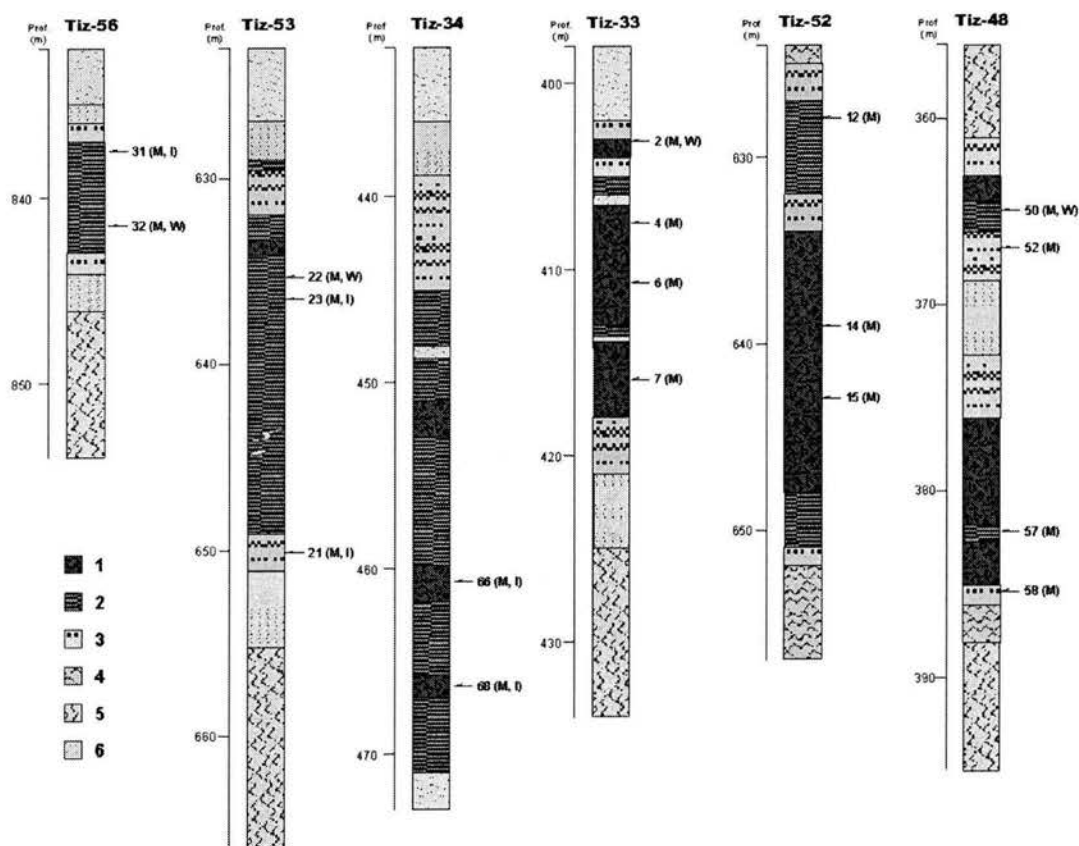 Prof. (m) Tiz-56
840
850
31 (M, I)
32 (M, W)
Prof. (m) Tiz-53
630
640
650
660
22 (M, W)
23 (M, I)
21 (M, I)
Prof. (m) Tiz-34
440
450
460
470
66 (M, I)
68 (M, I)
Prof. (m) Tiz-33
400
410
420
430
2 (M, W)
4 (M)
6 (M)
7 (M)
Prof. (m) Tiz-52
630
640
650
12 (M)
14 (M)
15 (M)
Prof. (m) Tiz-48
360
370
380
390
50 (M, W)
52 (M)
57 (M)
58 (M)
1
2
3
4
5
6